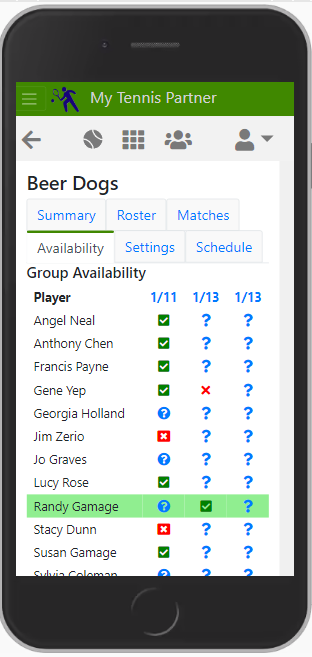 My Tennis Partner
Beer Dogs
Summary Roster Matches
Availability Settings Schedule
Group Availability
Player 1/11 1/13 1/13
Angel Neal ? ?
Anthony Chen ? ?
Francis Payne ? ?
Gene Yep ?
Georgia Holland ? ? ?
Jim Zerio ? ?
Jo Graves ? ? ?
Lucy Rose ? ?
Randy Gamage ? ?
Stacy Dunn ? ?
Susan Gamage ? ?
Sylvia Coleman ? ? ?